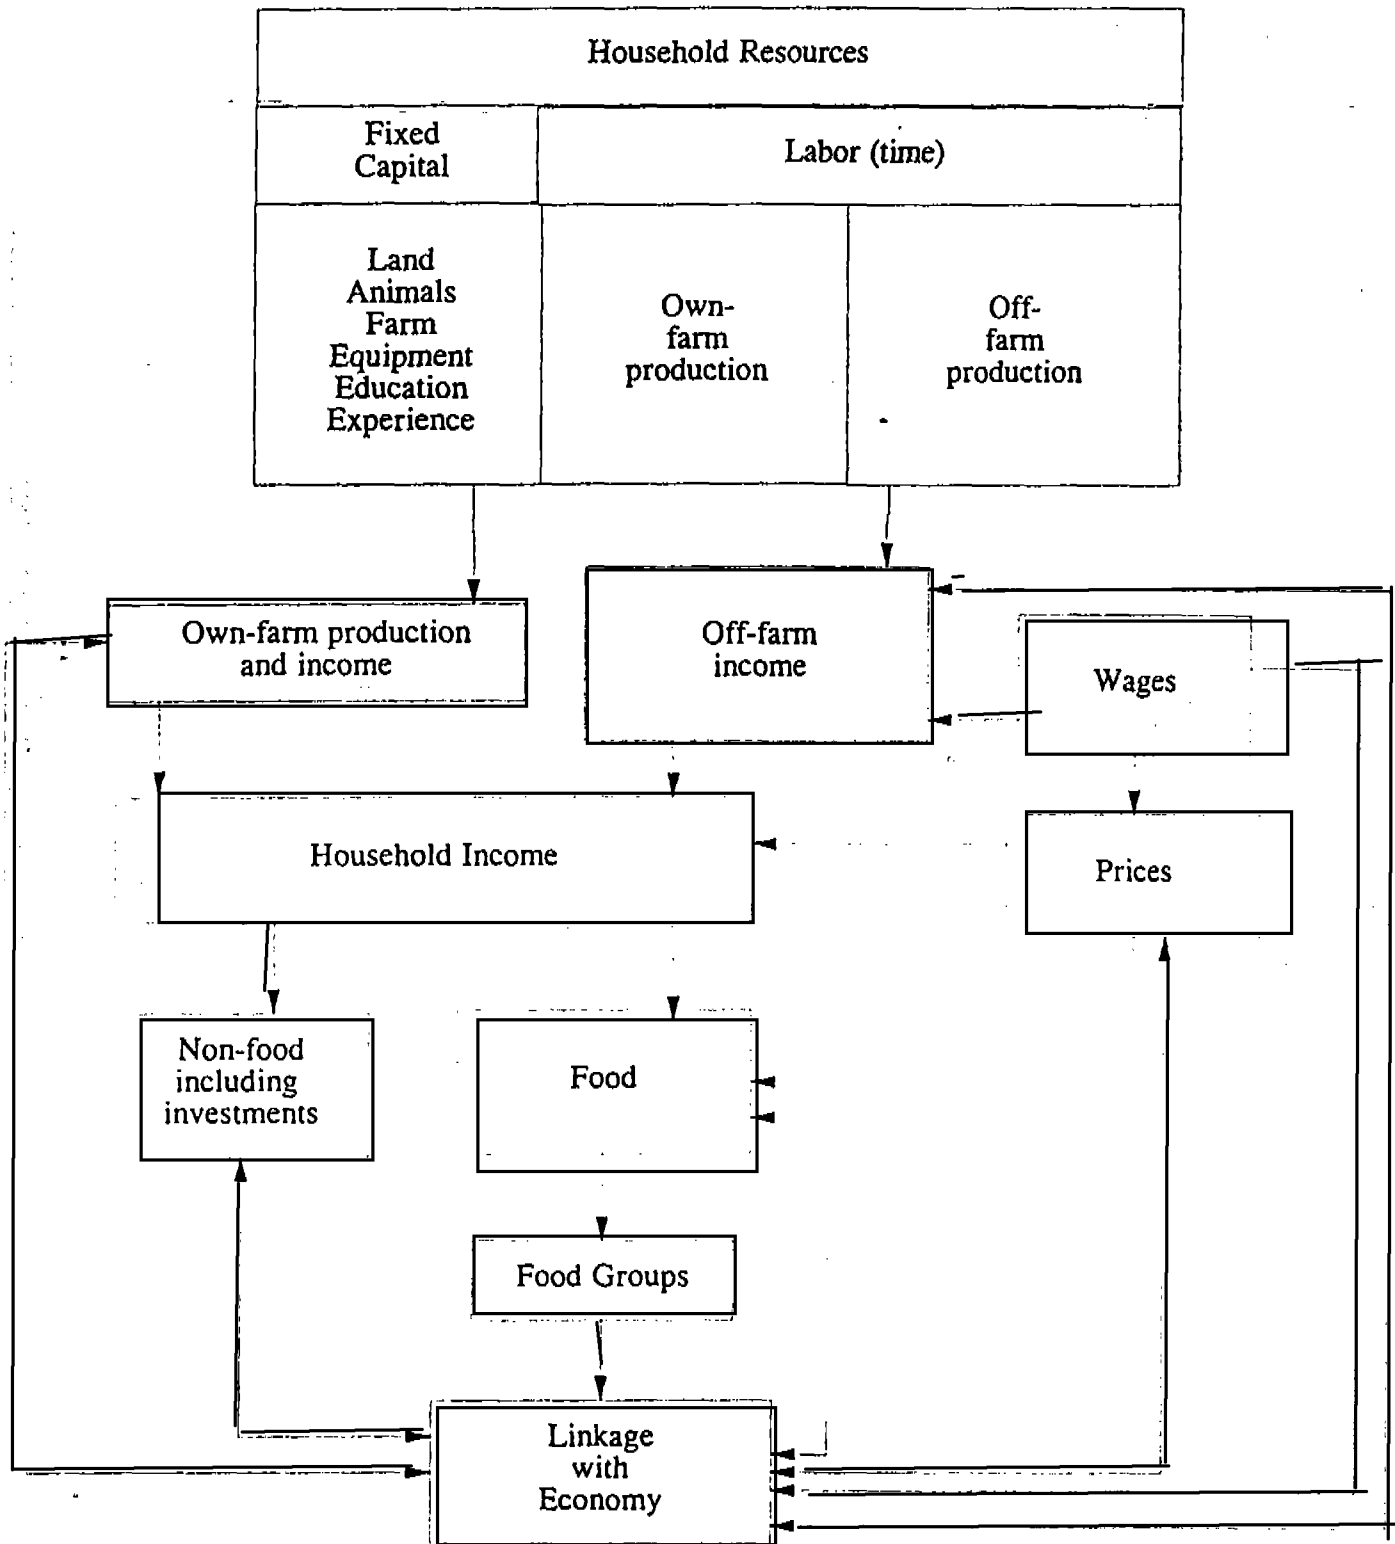 Household Resources
Fixed
Capital
Labor (time)
Land
Animals
Farm
Equipment
Education
Experience
Own-
farm
production
Off-
farm
production
Own-farm production
and income
Off-farm
income
Wages
Household Income
Prices
Non-food
including
investments
Food
Food Groups
Linkage
with
Economy